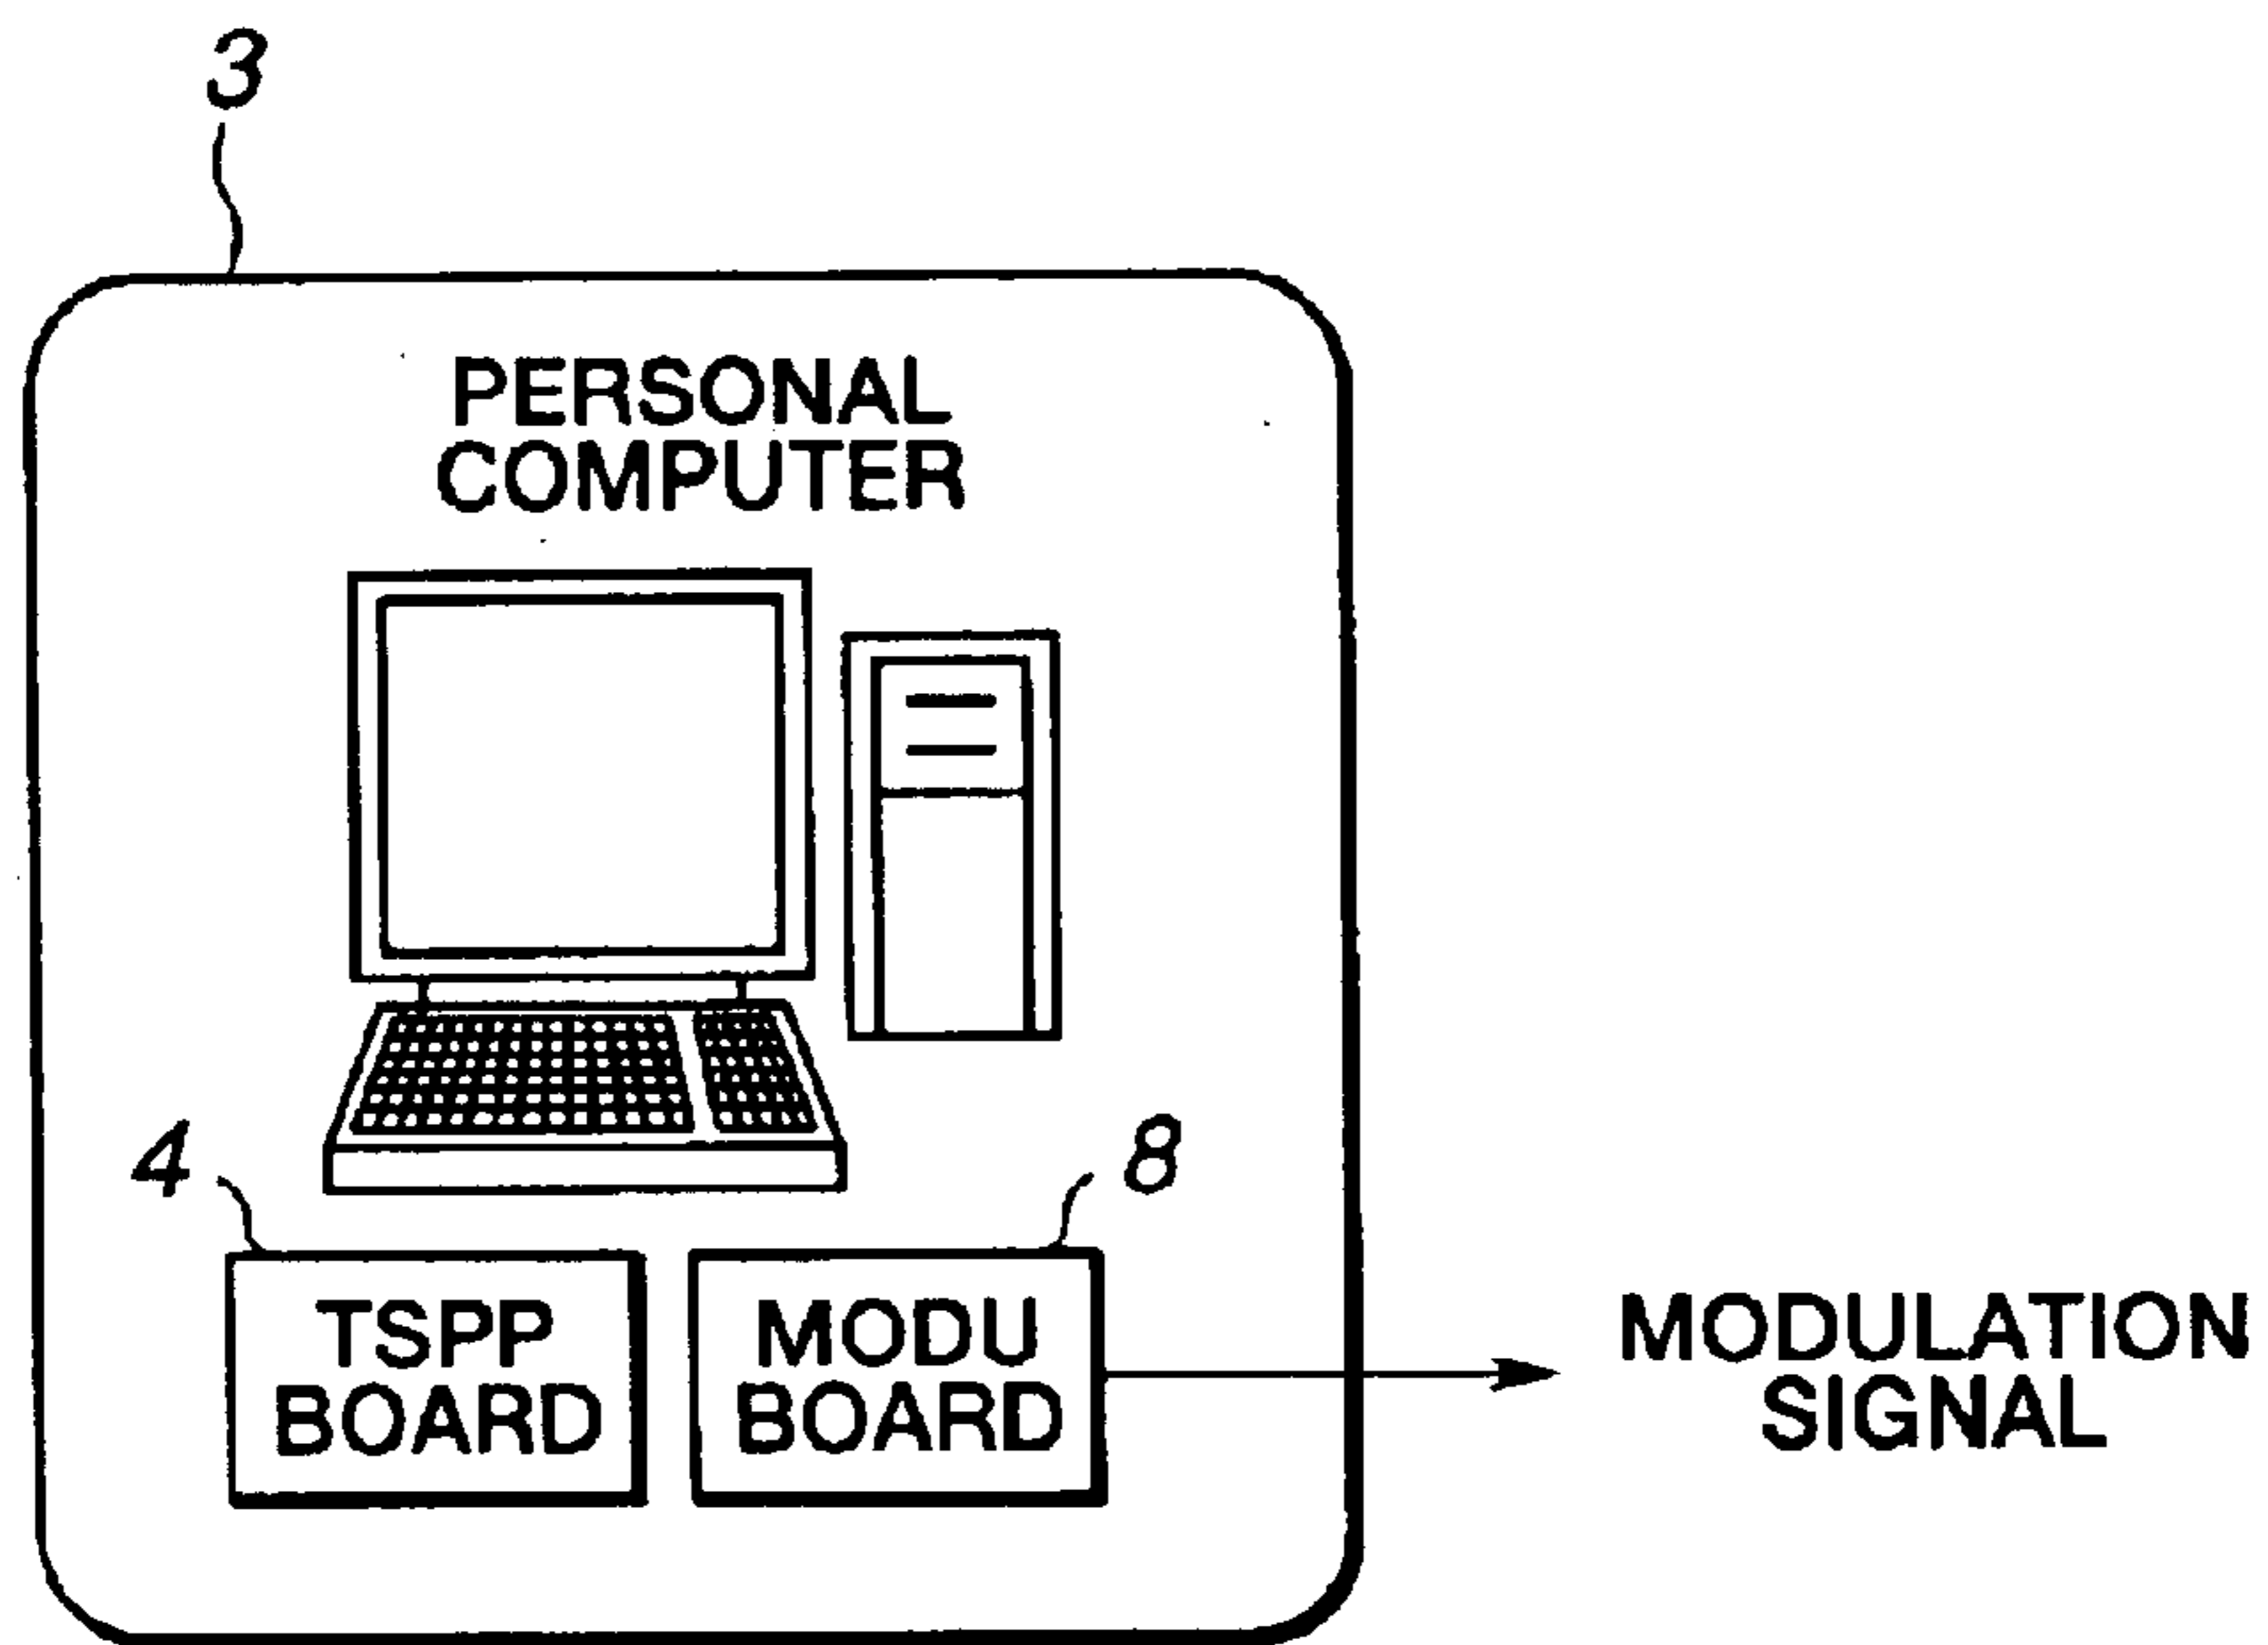 3
PERSONAL
COMPUTER
4
8
TSPP
BOARD
MODU
BOARD
MODULATION
SIGNAL